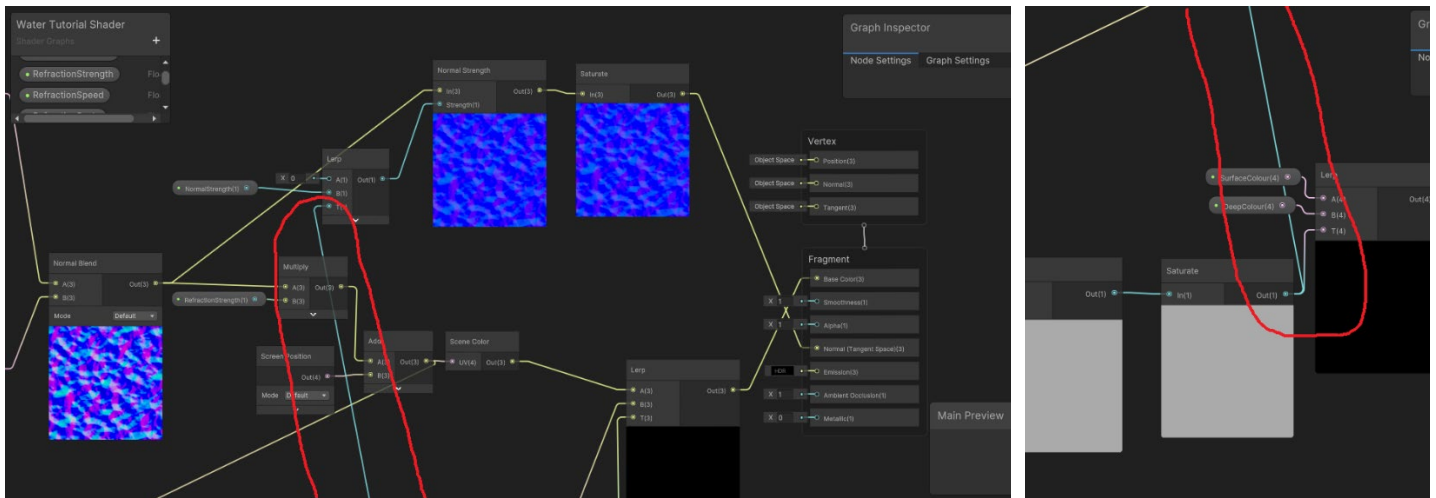 Water Tutorial Shader
Shader Graphs
RefractionStrength Flo
RefractionSpeed Flo
Graph Inspector
Node Settings Graph Settings
Normal Strength
In(3) Out(3)
Strength(1)
Saturate
In(3) Out(3)
Lerp
X 0 A(1) Out(1)
NormalStrength(1) B(1)
Vertex
Object Space Position(3)
Object Space Normal(3)
Object Space Tangent(3)
Normal Blend
A(3) Out(3)
B(3)
Mode Default
Multiply
A(3) Out(3)
RefractionStrength(1) B(3)
Screen Position
Out(4)
Mode Default
Add
A(3) Out(3)
B(3)
Scene Color
UV(4) Out(3)
Lerp
A(3) Out(3)
B(3)
T(3)
Fragment
Base Color(3)
X 1 Smoothness(1)
X 1 Alpha(1)
Normal (Tangent Space)(3)
HDR Emission(3)
X 1 Ambient Occlusion(1)
X 0 Metallic(1)
Main Preview
Gr
No
SurfaceColour(4)
DeepColour(4)
Lerp
A(4) Out(4)
B(4)
T(4)
Out(1)
Saturate
In(1) Out(1)